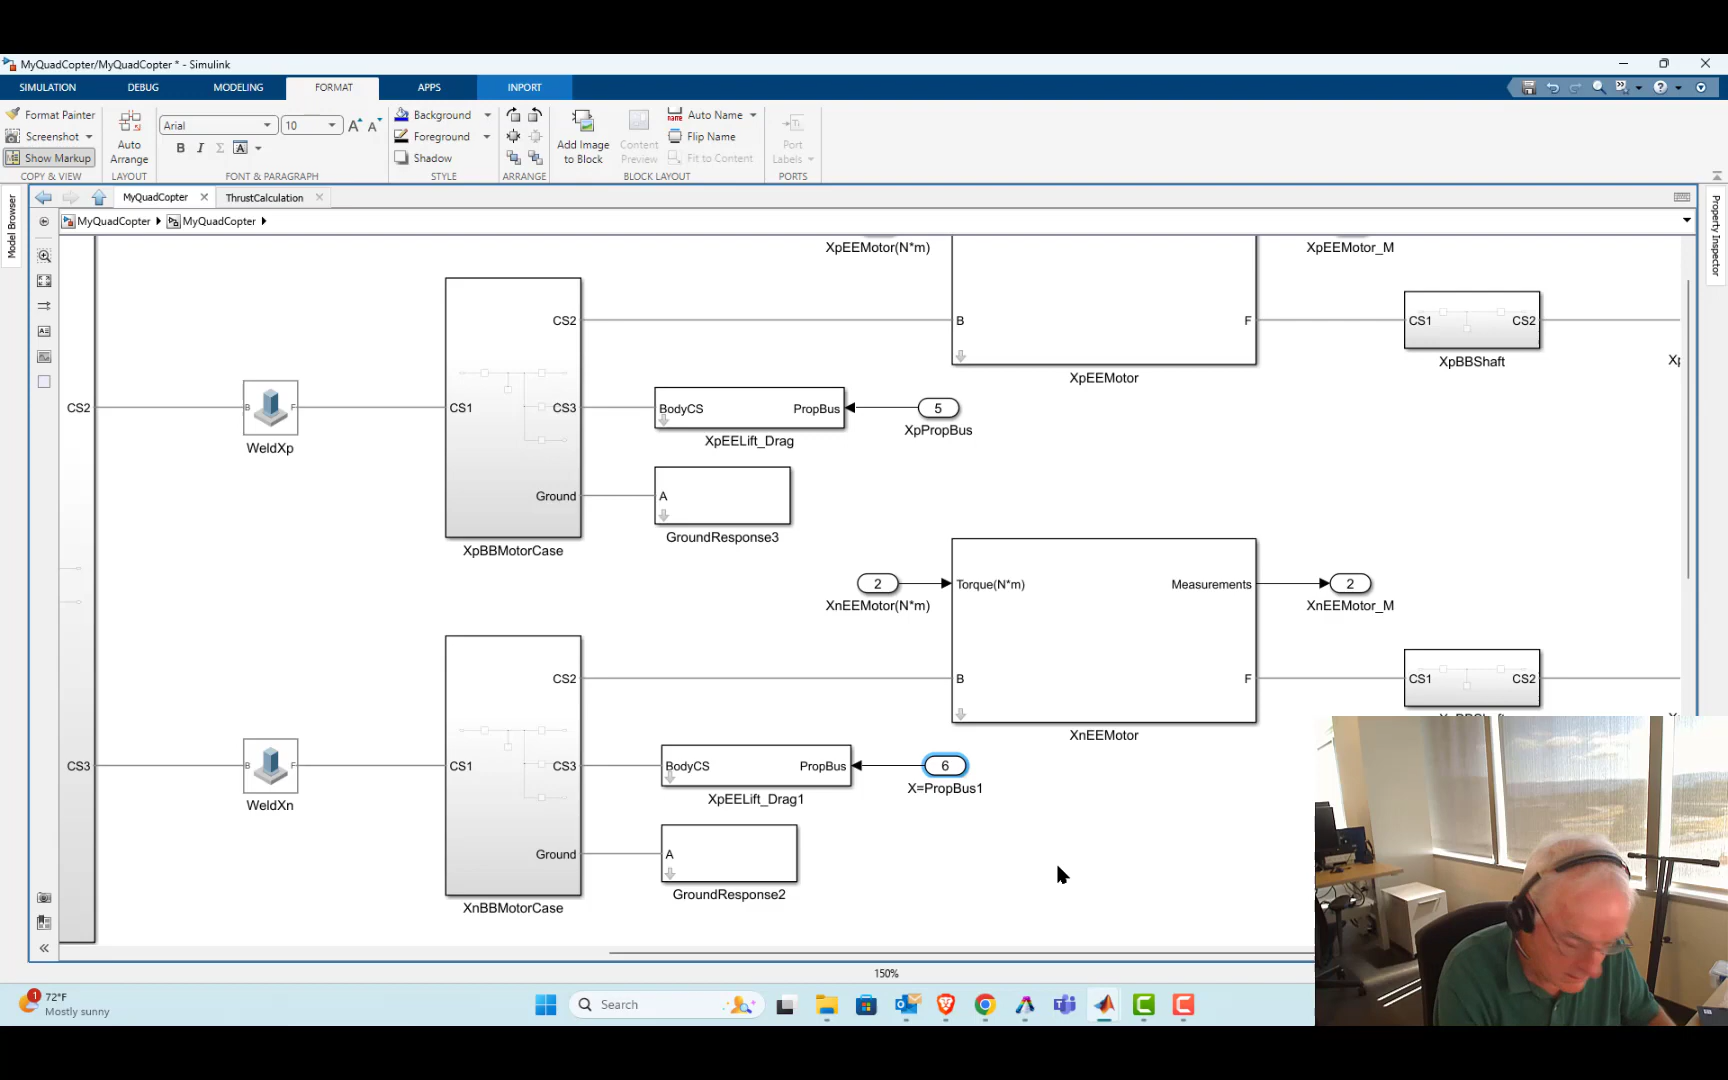 MyQuadCopter/MyQuadCopter * - Simulink
SIMULATION DEBUG MODELING FORMAT APPS INPORT
Format Painter
Screenshot
Show Markup
COPY & VIEW
Auto Arrange
LAYOUT
Arial 10
B I
FONT & PARAGRAPH
Background
Foreground
Shadow
STYLE
ARRANGE
Add Image to Block
Content Preview
Auto Name
Flip Name
Fit to Content
BLOCK LAYOUT
Port Labels
PORTS
Model Browser
Property Inspector
MyQuadCopter ThrustCalculation
MyQuadCopter MyQuadCopter
XpEEMotor(N*m) XpEEMotor_M
CS2 B F CS1 CS2
XpEEMotor XpBBShaft
CS2 B F CS1 CS3 BodyCS PropBus 5
WeldXp XpEELift_Drag XpPropBus
Ground A
XpBBMotorCase GroundResponse3
2 Torque(N*m) Measurements 2
XnEEMotor(N*m) XnEEMotor_M
CS2 B F CS1 CS2
XnEEMotor
CS3 B F CS1 CS3 BodyCS PropBus 6
WeldXn XpEELift_Drag1 X=PropBus1
Ground A
XnBBMotorCase GroundResponse2
150%
1 72°F
Mostly sunny
Search